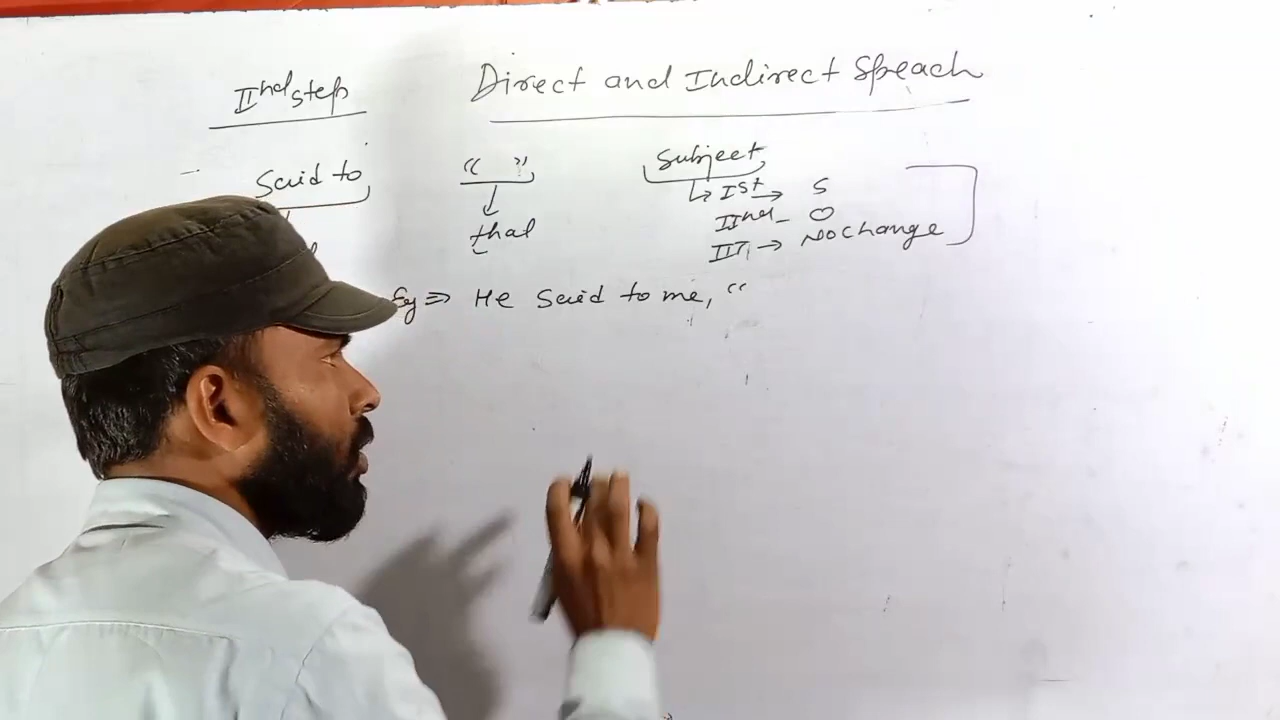 IInd step
Direct and Indirect Speach
Said to
“ ”
that
Subject
↳ Ist → S
IInd - O
III → No change
Eg ⇒ He Said to me, “